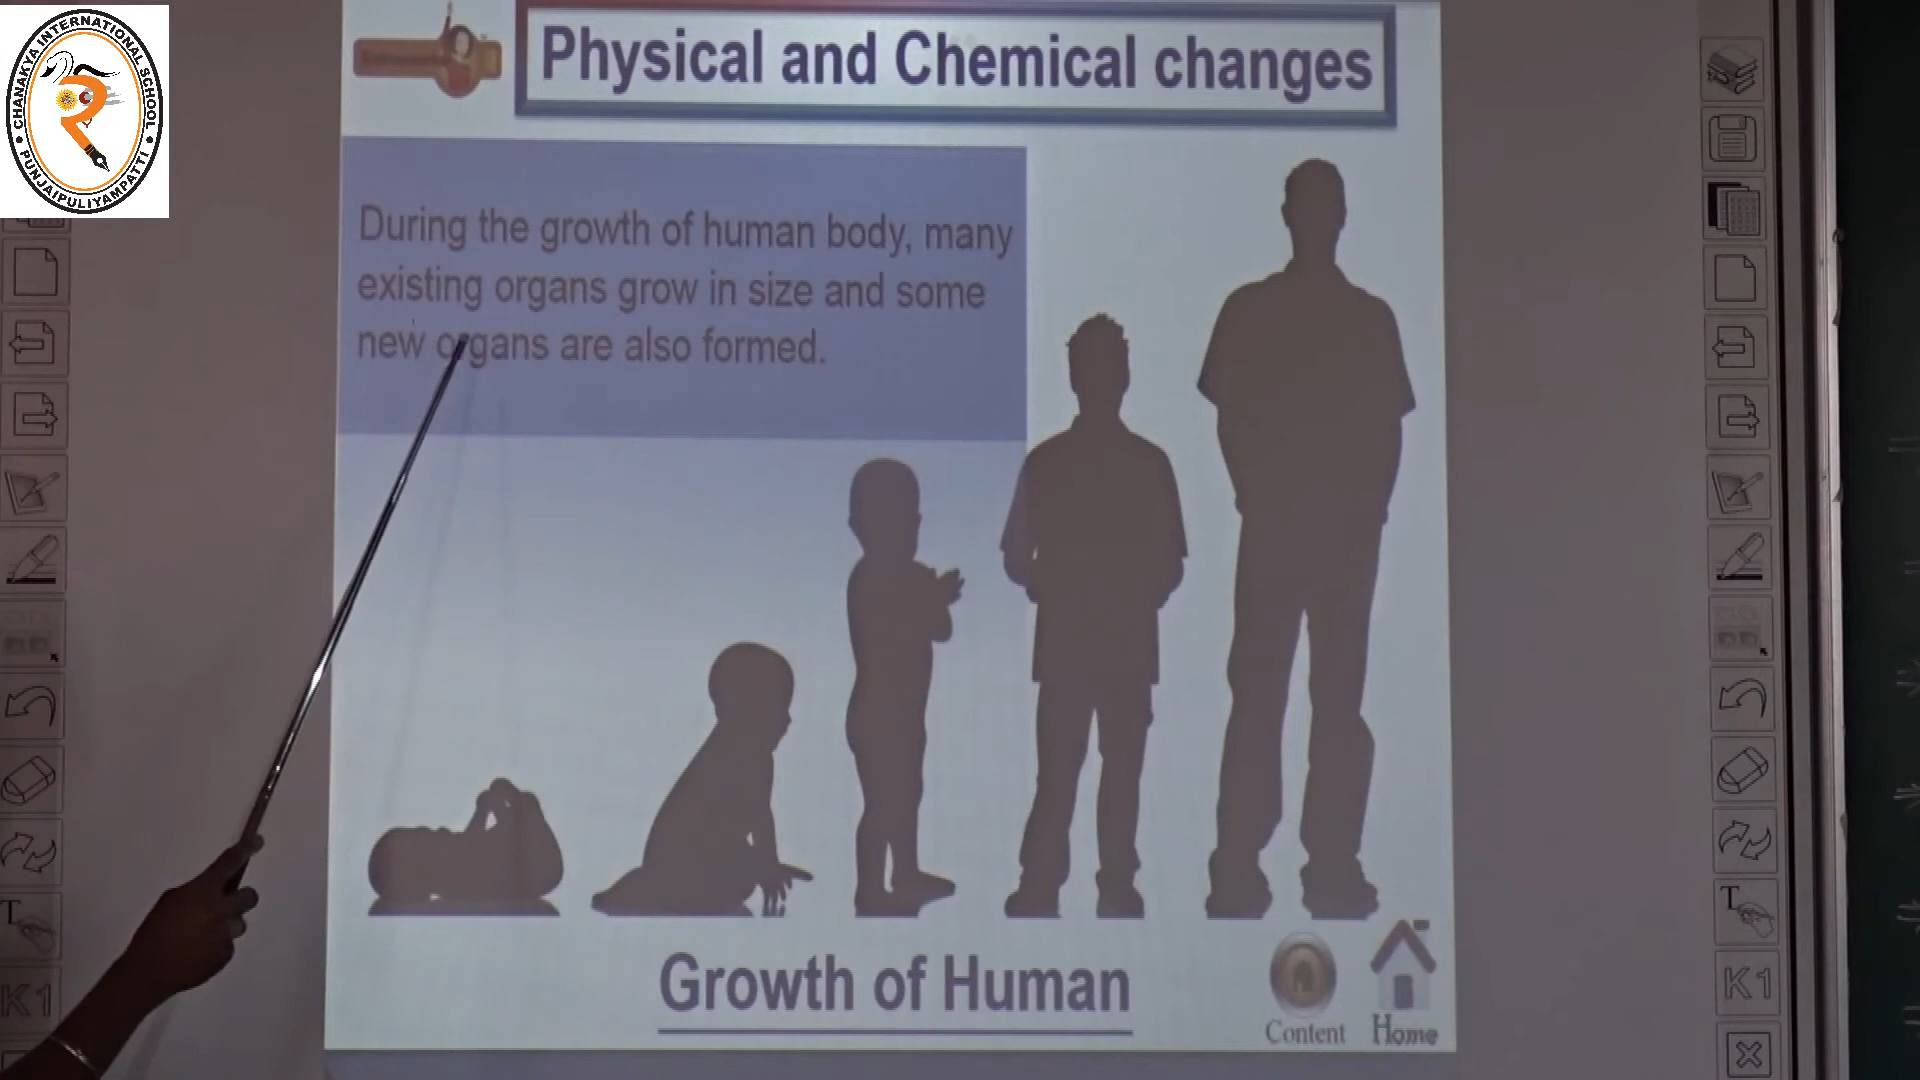 CHANAKYA INTERNATIONAL SCHOOL
• PUNJAIPULIYAMPATTI •
Physical and Chemical changes
During the growth of human body, many
existing organs grow in size and some
new organs are also formed.
Growth of Human
Content
Home
T
K1
T
K1